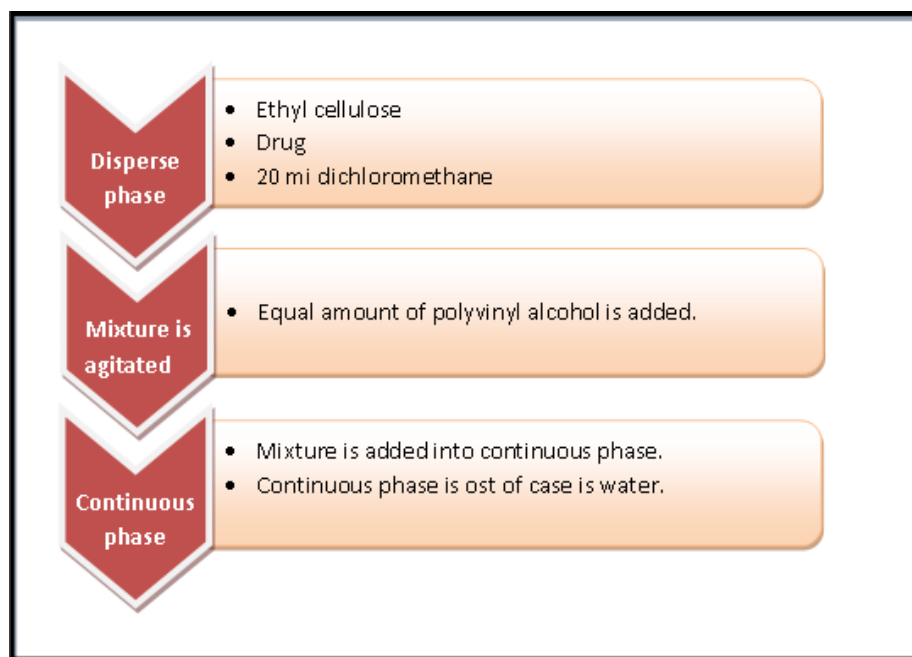 Disperse
phase
• Ethyl cellulose
• Drug
• 20 mi dichloromethane
Mixture is
agitated
• Equal amount of polyvinyl alcohol is added.
Continuous
phase
• Mixture is added into continuous phase.
• Continuous phase is ost of case is water.